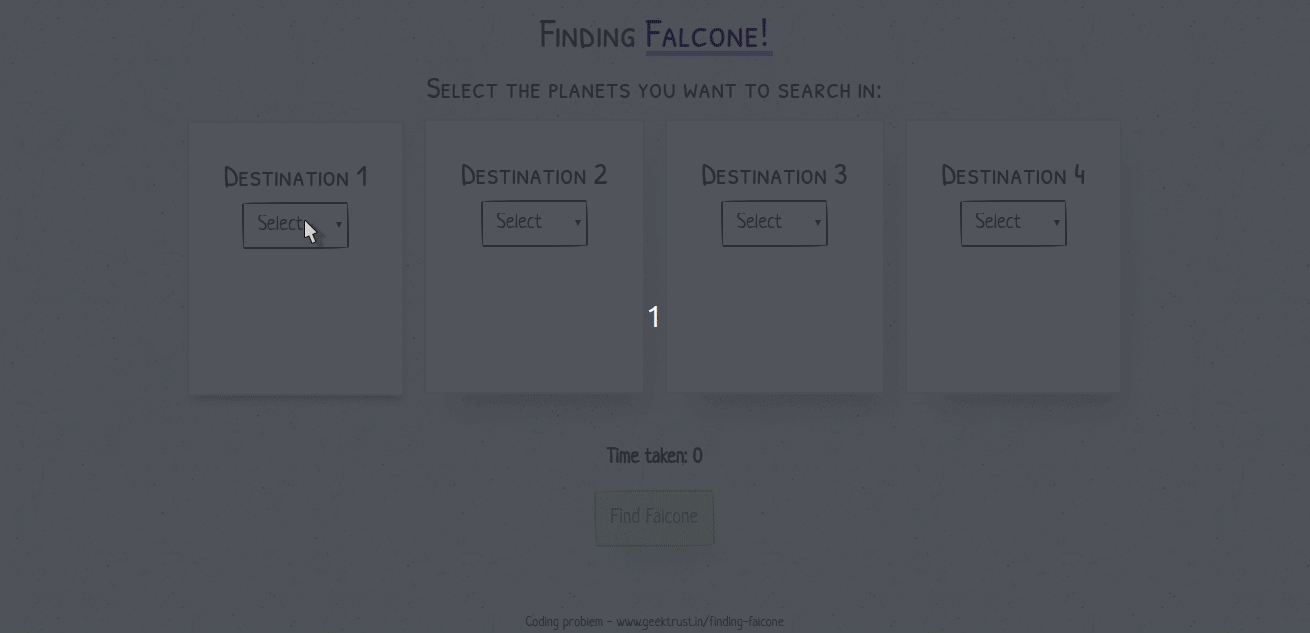 Finding Falcone!
Select the planets you want to search in:
Destination 1
Destination 2
Destination 3
Destination 4
Select
Select
Select
Select
1
Time taken: 0
Find Falcone
Coding problem - www.geektrust.in/finding-falcone